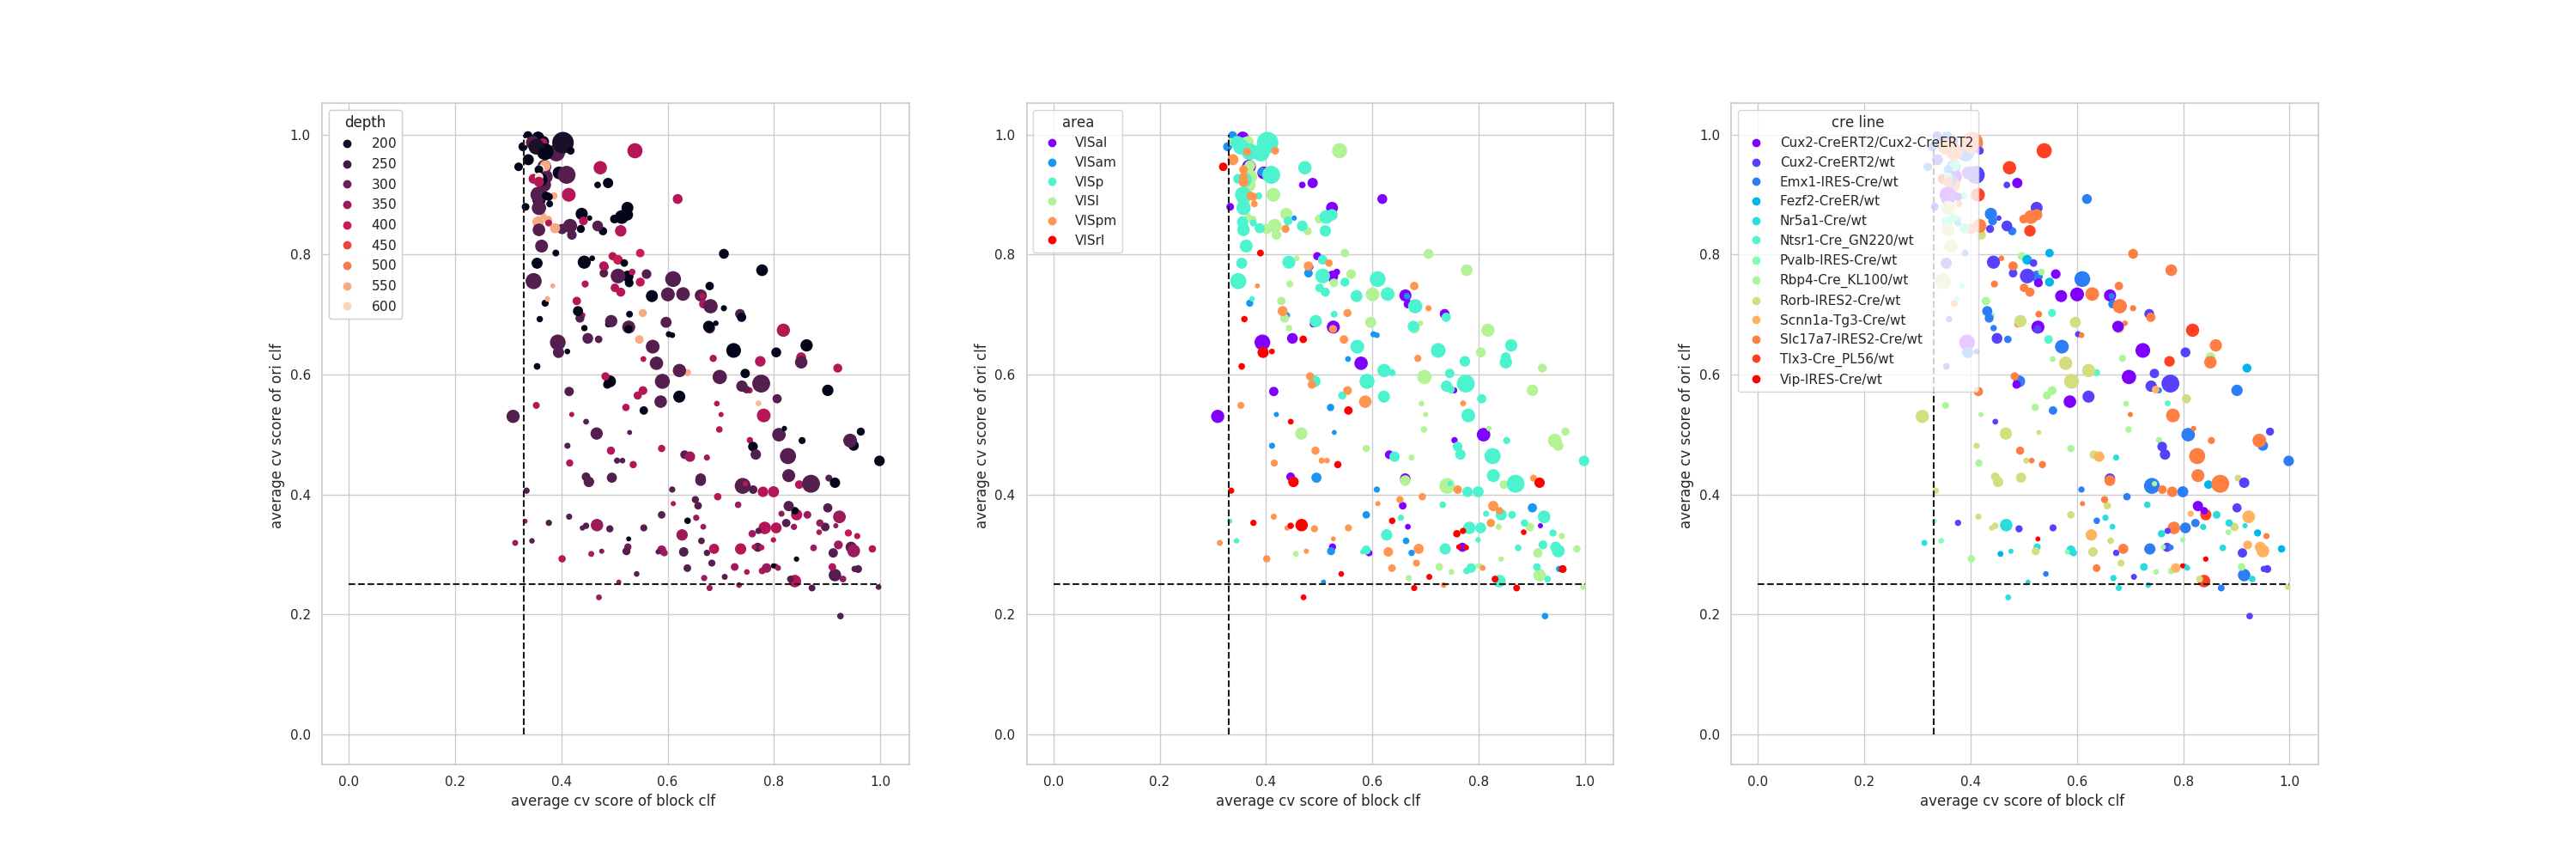 depth
200
250
300
350
400
450
500
550
600
1.0
0.8
0.6
0.4
0.2
0.0
average cv score of ori clf
0.0 0.2 0.4 0.6 0.8 1.0
average cv score of block clf
area
VISal
VISam
VISp
VISl
VISpm
VISrl
1.0
0.8
0.6
0.4
0.2
0.0
average cv score of ori clf
0.0 0.2 0.4 0.6 0.8 1.0
average cv score of block clf
cre line
Cux2-CreERT2/Cux2-CreERT2
Cux2-CreERT2/wt
Emx1-IRES-Cre/wt
Fezf2-CreER/wt
Nr5a1-Cre/wt
Ntsr1-Cre_GN220/wt
Pvalb-IRES-Cre/wt
Rbp4-Cre_KL100/wt
Rorb-IRES2-Cre/wt
Scnn1a-Tg3-Cre/wt
Slc17a7-IRES2-Cre/wt
Tlx3-Cre_PL56/wt
Vip-IRES-Cre/wt
1.0
0.8
0.6
0.4
0.2
0.0
average cv score of ori clf
0.0 0.2 0.4 0.6 0.8 1.0
average cv score of block clf